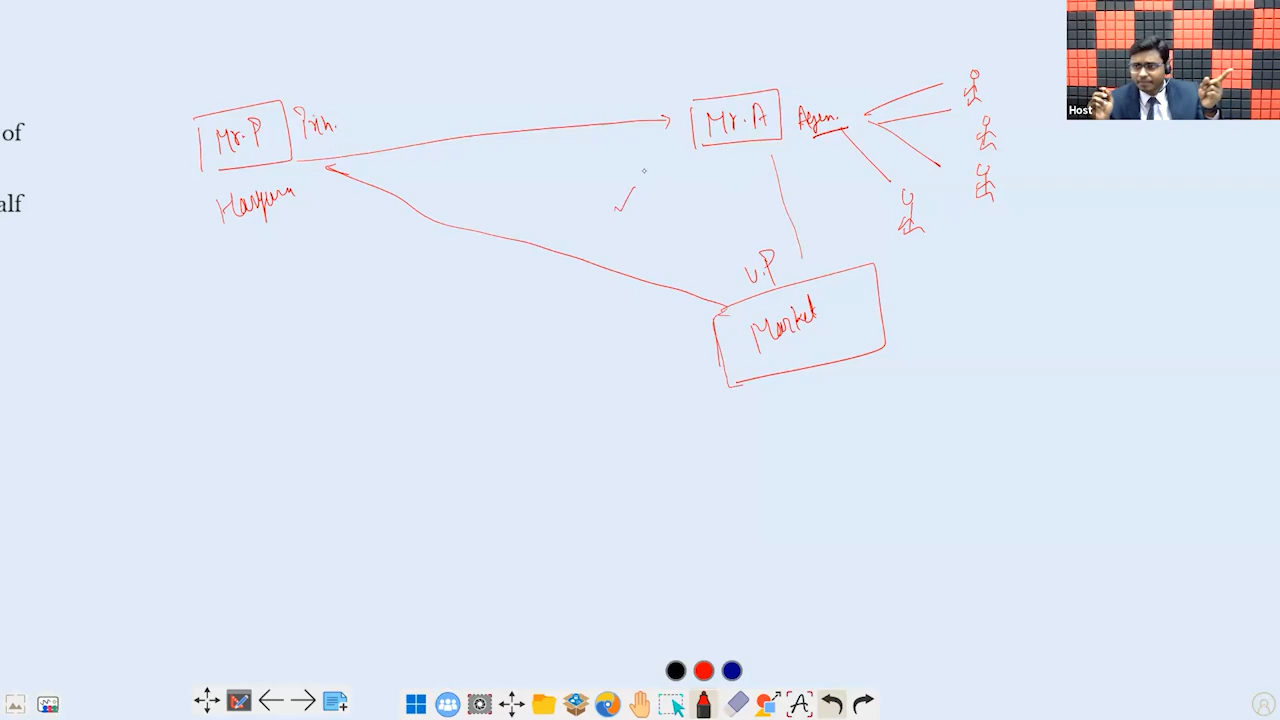 of
alf
Mr. P
Prin.
Haryana
Mr. A
Agen.
U.P
Market
Host